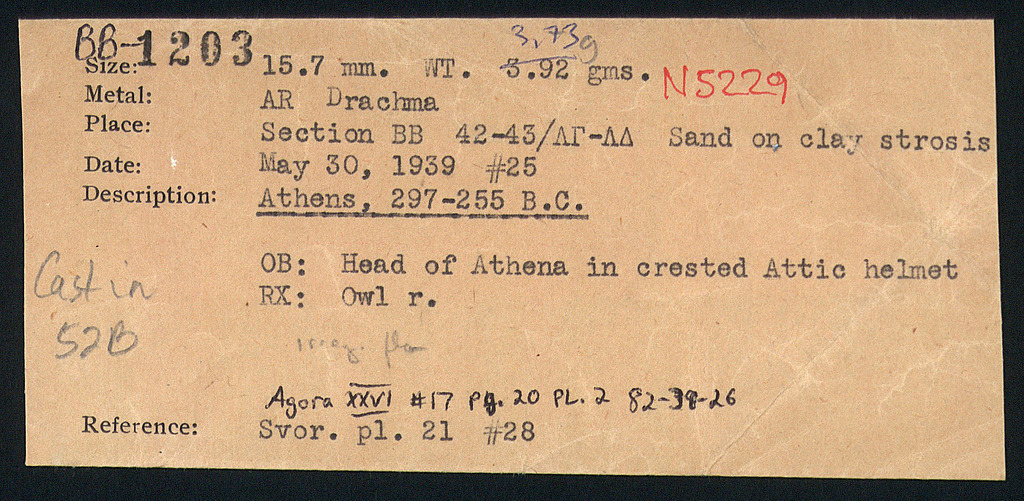 BB-1203
3.73g
Size: 15.7 mm. WT. 3.92 gms. N5229
Metal: AR Drachma
Place: Section BB 42-43/ΛΓ-ΛΔ Sand on clay strosis
Date: May 30, 1939 #25
Description: Athens, 297-255 B.C.
OB: Head of Athena in crested Attic helmet
Cast in
RX: Owl r.
52B
Agora XXVI #17 Pg. 20 PL. 2 82-39-26
Reference: Svor. pl. 21 #28